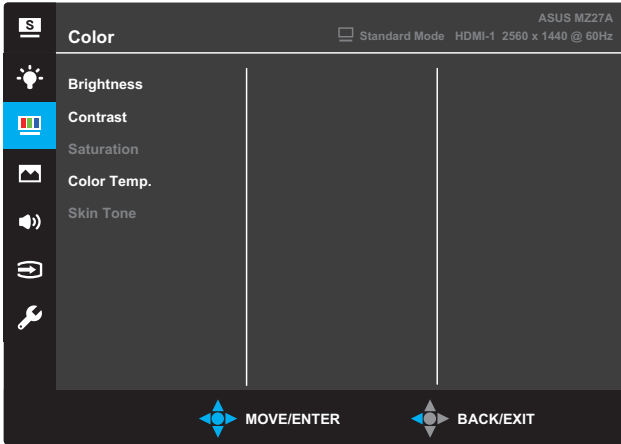 S
ASUS MZ27A
Color
Standard Mode HDMI-1 2560 x 1440 @ 60Hz
Brightness
Contrast
Saturation
Color Temp.
Skin Tone
MOVE/ENTER BACK/EXIT